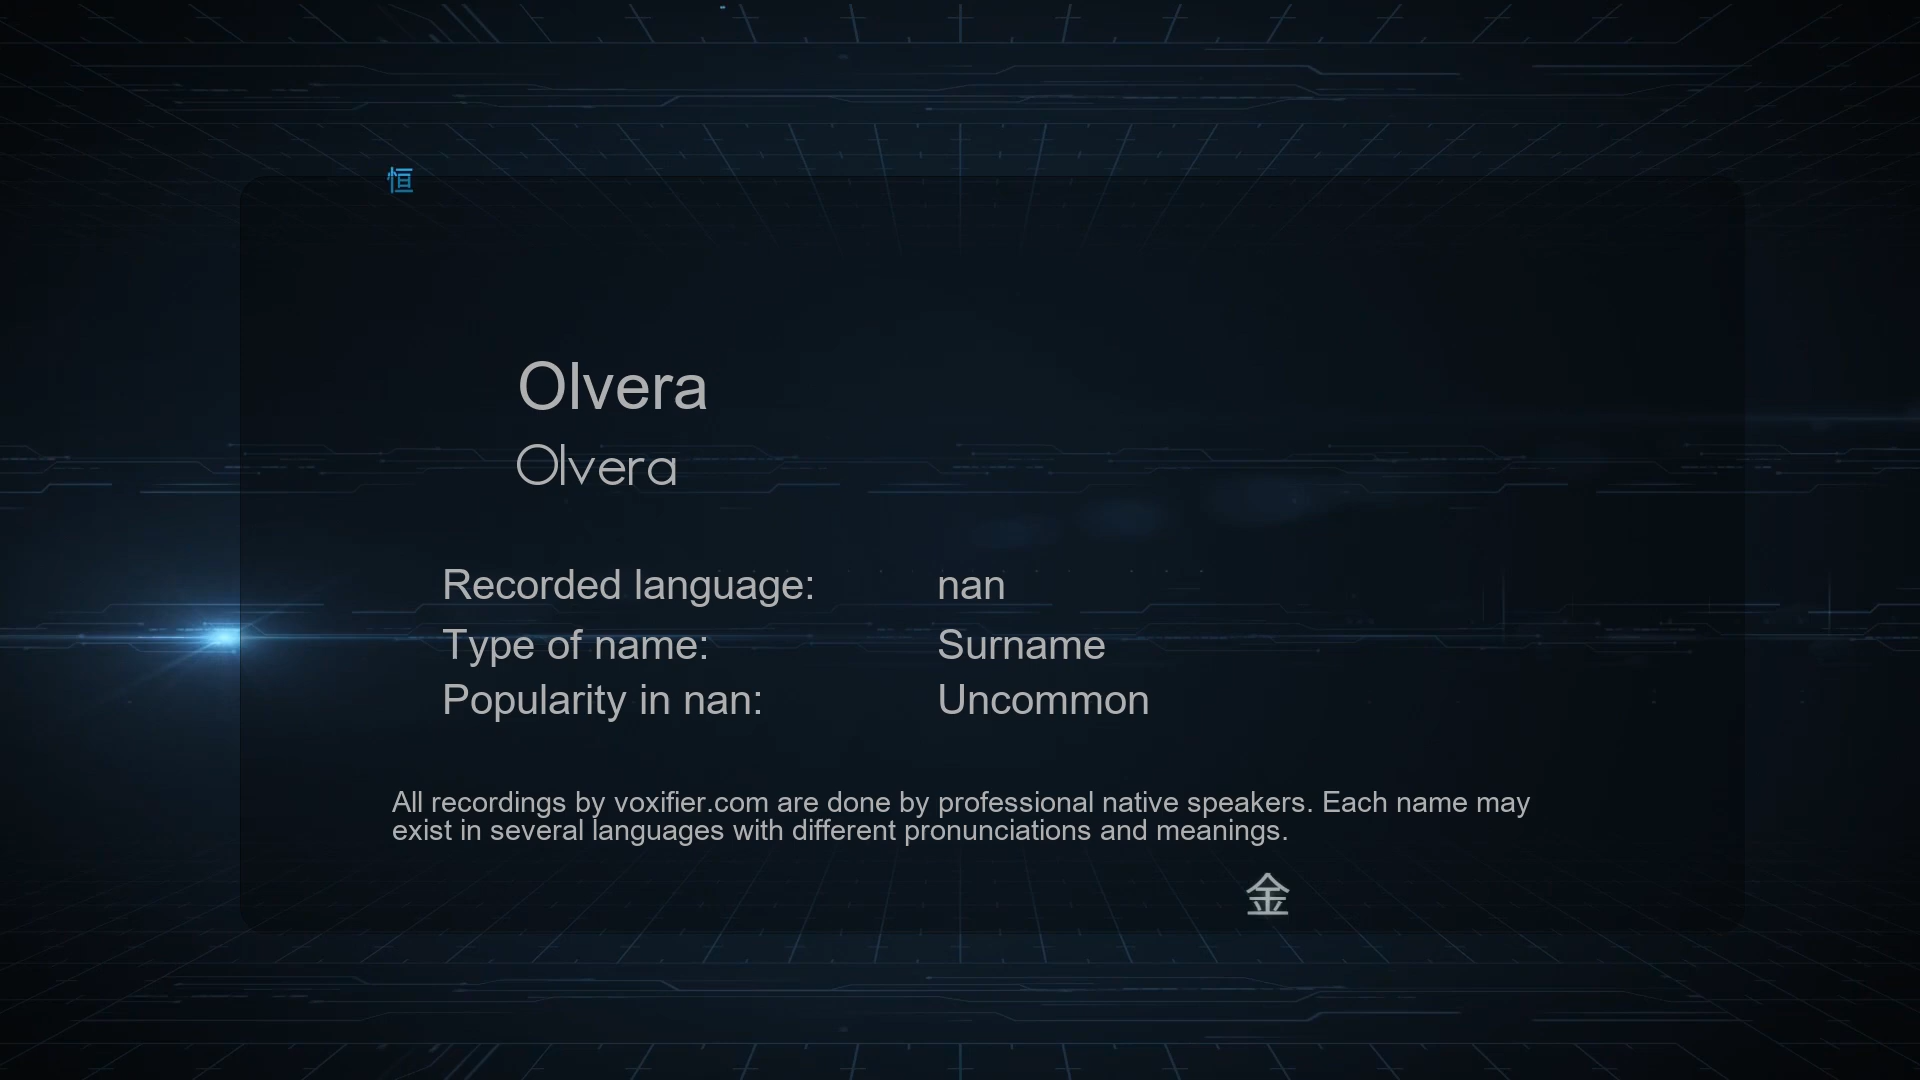 恒
Olvera
Olvera
Recorded language: nan
Type of name: Surname
Popularity in nan: Uncommon
All recordings by voxifier.com are done by professional native speakers. Each name may
exist in several languages with different pronunciations and meanings.
金